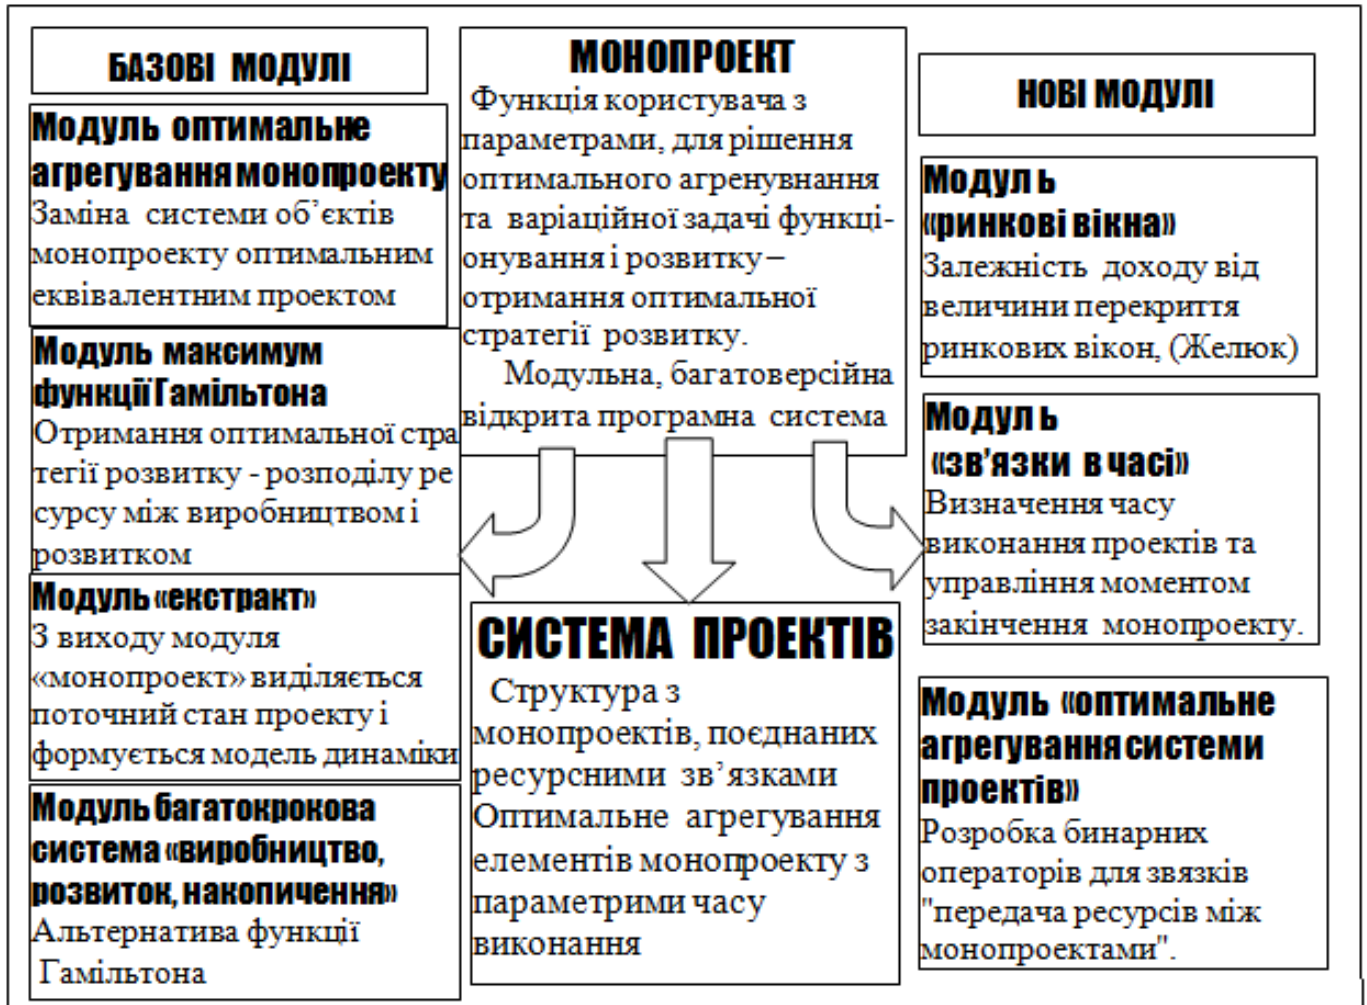 БАЗОВІ МОДУЛІ
Модуль оптимальне
агрегування монопроекту
Заміна системи об’єктів
монопроекту оптимальним
еквівалентним проектом
Модуль максимум
функції Гамільтона
Отримання оптимальної стра
тегії розвитку - розподілу ре
сурсу між виробництвом і
розвитком
Модуль «екстракт»
З виходу модуля
«монопроект» виділяється
поточний стан проекту і
формується модель динаміки
Модуль багатокрокова
система «виробництво,
розвиток, накопичення»
Альтернатива функції
Гамільтона
МОНОПРОЕКТ
Функція користувача з
параметрами, для рішення
оптимального агренувнання
та варіаційної задачі функці-
онування і розвитку –
отримання оптимальної
стратегії розвитку.
Модульна, багатоверсійна
відкрита програмна система
СИСТЕМА ПРОЕКТІВ
Структура з
монопроектів, поєднаних
ресурсними зв’язками
Оптимальне агрегування
елементів монопроекту з
параметрими часу
виконання
НОВІ МОДУЛІ
Модуль
«ринкові вікна»
Залежність доходу від
величини перекриття
ринкових вікон, (Желюк)
Модуль
«зв’язки в часі»
Визначення часу
виконання проектів та
управління моментом
закінчення монопроекту.
Модуль «оптимальне
агрегування системи
проектів»
Розробка бинарних
операторів для звязків
"передача ресурсів між
монопроектами".